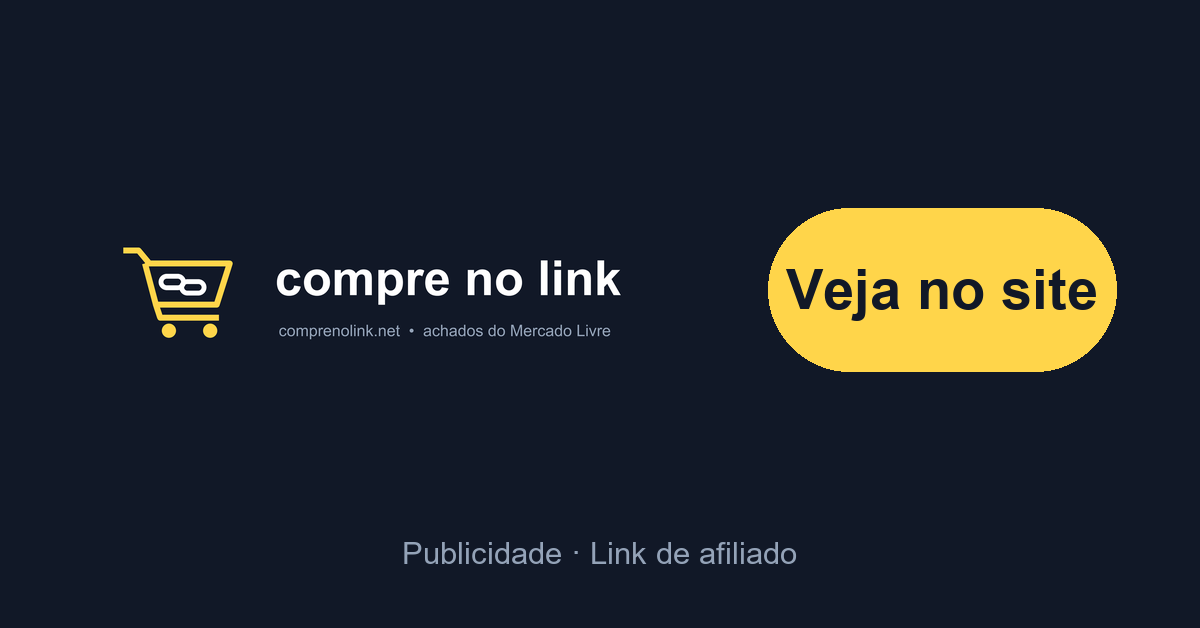 compre no link
comprenolink.net • achados do Mercado Livre
Veja no site
Publicidade · Link de afiliado